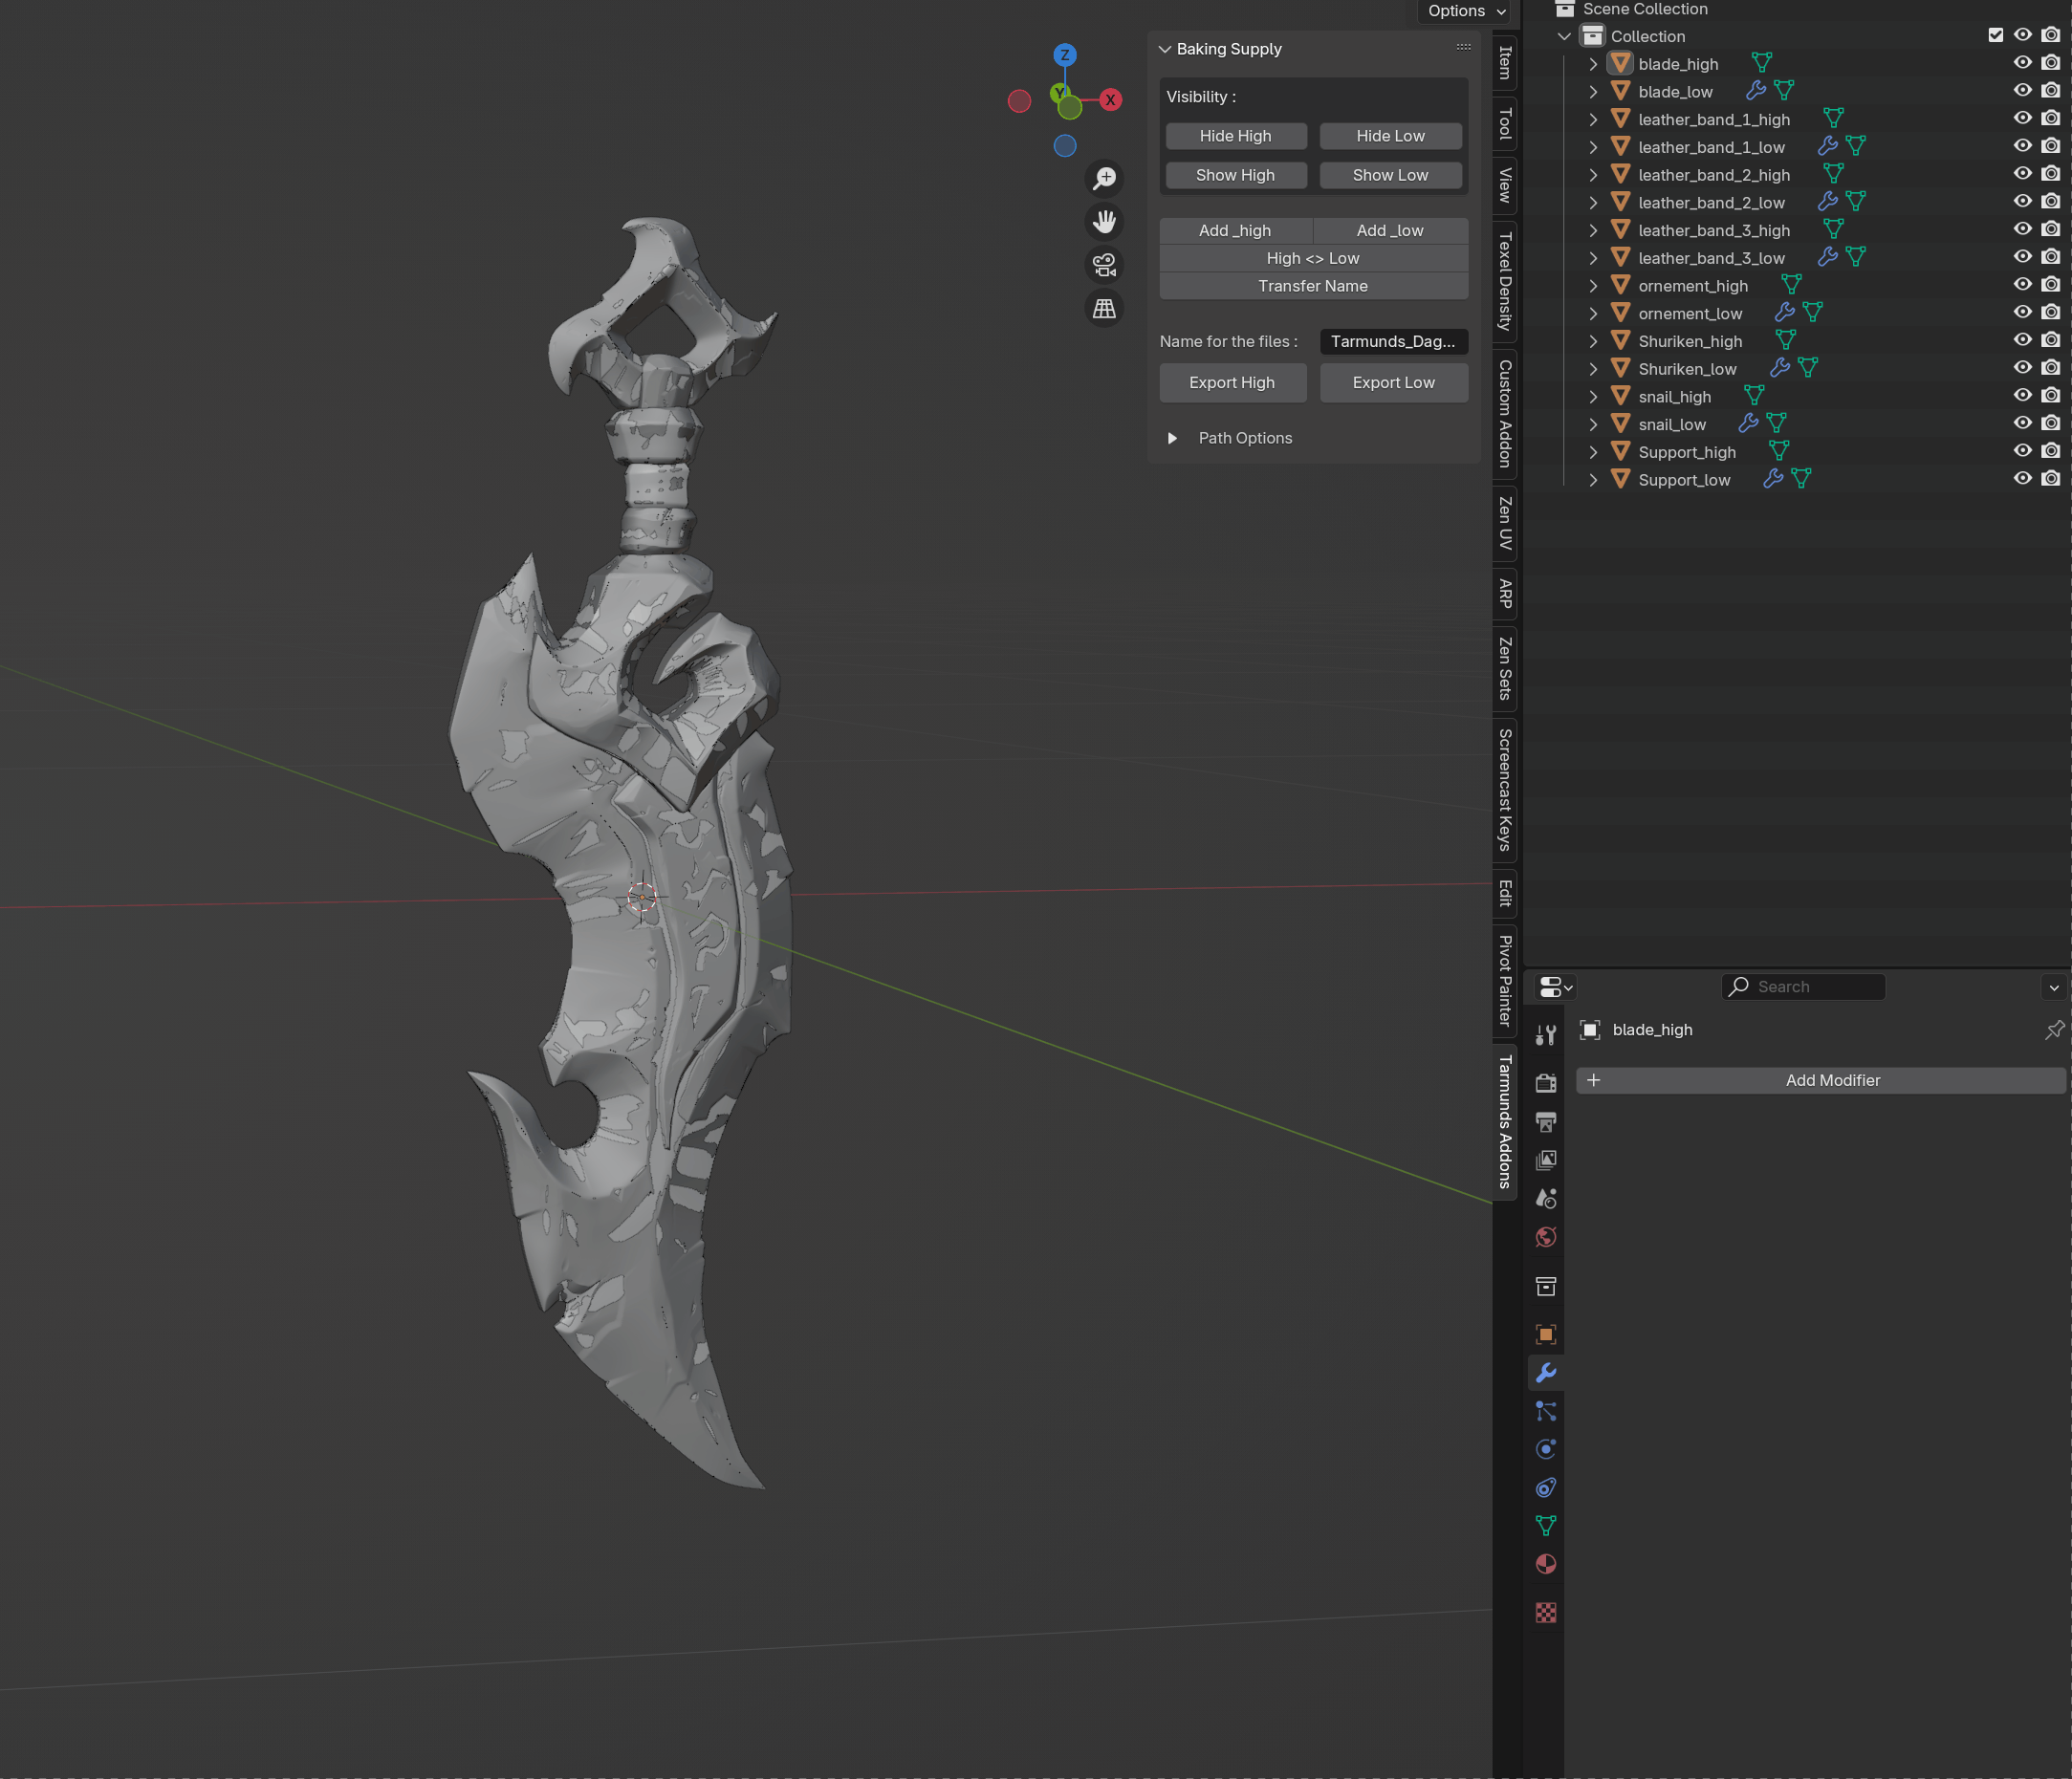 Options
Z
Y
X
Baking Supply
Visibility :
Hide High
Hide Low
Show High
Show Low
Add _high
Add _low
High <> Low
Transfer Name
Name for the files :
Tarmunds_Dag...
Export High
Export Low
Path Options
Item
Tool
View
Texel Density
Custom Addon
Zen UV
ARP
Zen Sets
Screencast Keys
Edit
Pivot Painter
Tarmunds Addons
Scene Collection
Collection
blade_high
blade_low
leather_band_1_high
leather_band_1_low
leather_band_2_high
leather_band_2_low
leather_band_3_high
leather_band_3_low
ornement_high
ornement_low
Shuriken_high
Shuriken_low
snail_high
snail_low
Support_high
Support_low
Search
blade_high
Add Modifier